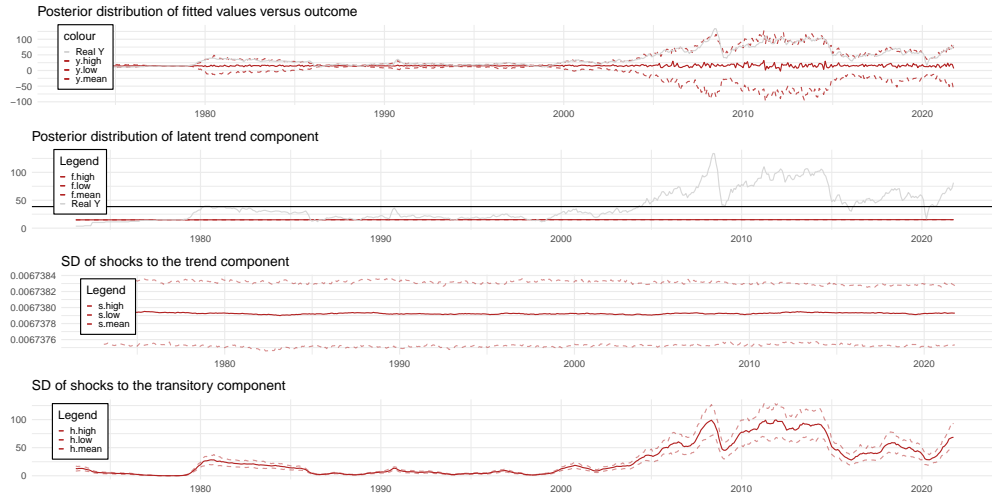 Posterior distribution of fitted values versus outcome
colour
Real Y
y.high
y.low
y.mean
100
50
0
−50
−100
1980
1990
2000
2010
2020
Posterior distribution of latent trend component
Legend
f.high
f.low
f.mean
Real Y
100
50
0
1980
1990
2000
2010
2020
SD of shocks to the trend component
Legend
s.high
s.low
s.mean
0.0067384
0.0067382
0.0067380
0.0067378
0.0067376
1980
1990
2000
2010
2020
SD of shocks to the transitory component
Legend
h.high
h.low
h.mean
100
50
0
1980
1990
2000
2010
2020